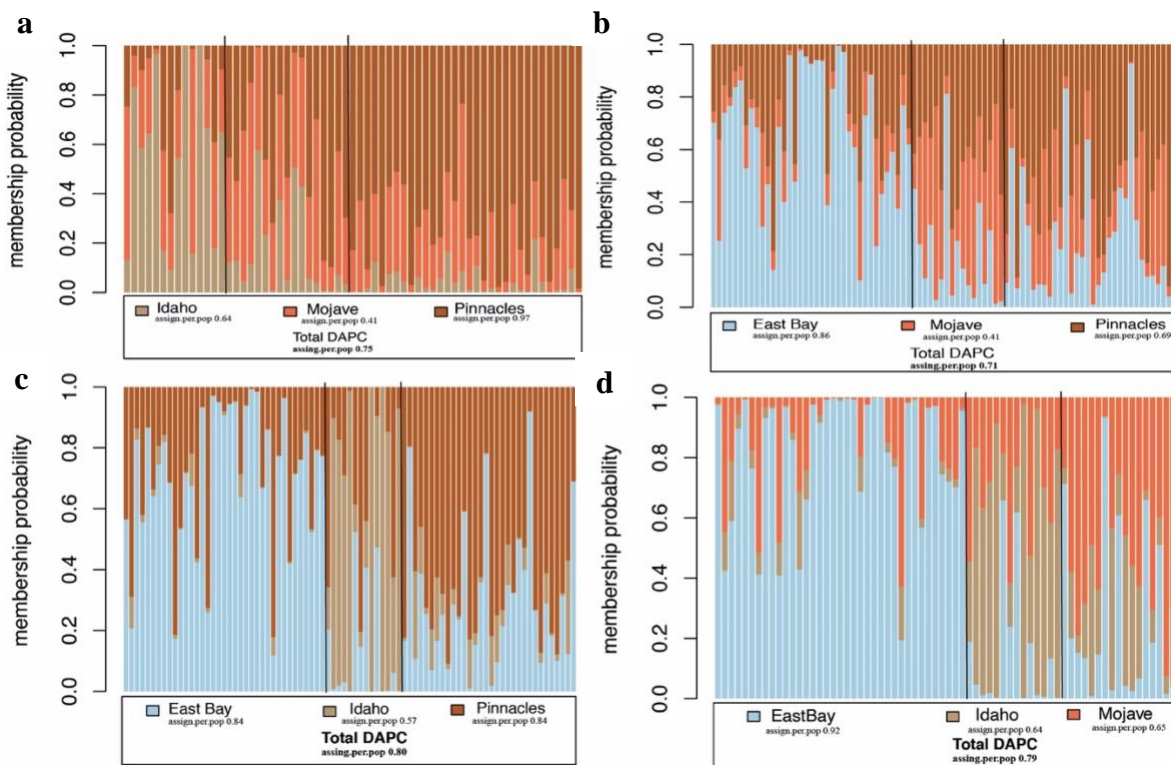 a
membership probability
0.0 0.2 0.4 0.6 0.8 1.0
Idaho Mojave Pinnacles
assign.per.pop 0.64 assign.per.pop 0.41 assign.per.pop 0.97
Total DAPC
assing.per.pop 0.75
b
membership probability
0.0 0.2 0.4 0.6 0.8 1.0
East Bay Mojave Pinnacles
assign.per.pop 0.86 assign.per.pop 0.41 assign.per.pop 0.69
Total DAPC
assing.per.pop 0.71
c
membership probability
0.0 0.2 0.4 0.6 0.8 1.0
East Bay Idaho Pinnacles
assign.per.pop 0.84 assign.per.pop 0.57 assign.per.pop 0.84
Total DAPC
assing.per.pop 0.80
d
membership probability
0.0 0.2 0.4 0.6 0.8 1.0
EastBay Idaho Mojave
assign.per.pop 0.92 assign.per.pop 0.64 assign.per.pop 0.65
Total DAPC
assing.per.pop 0.79